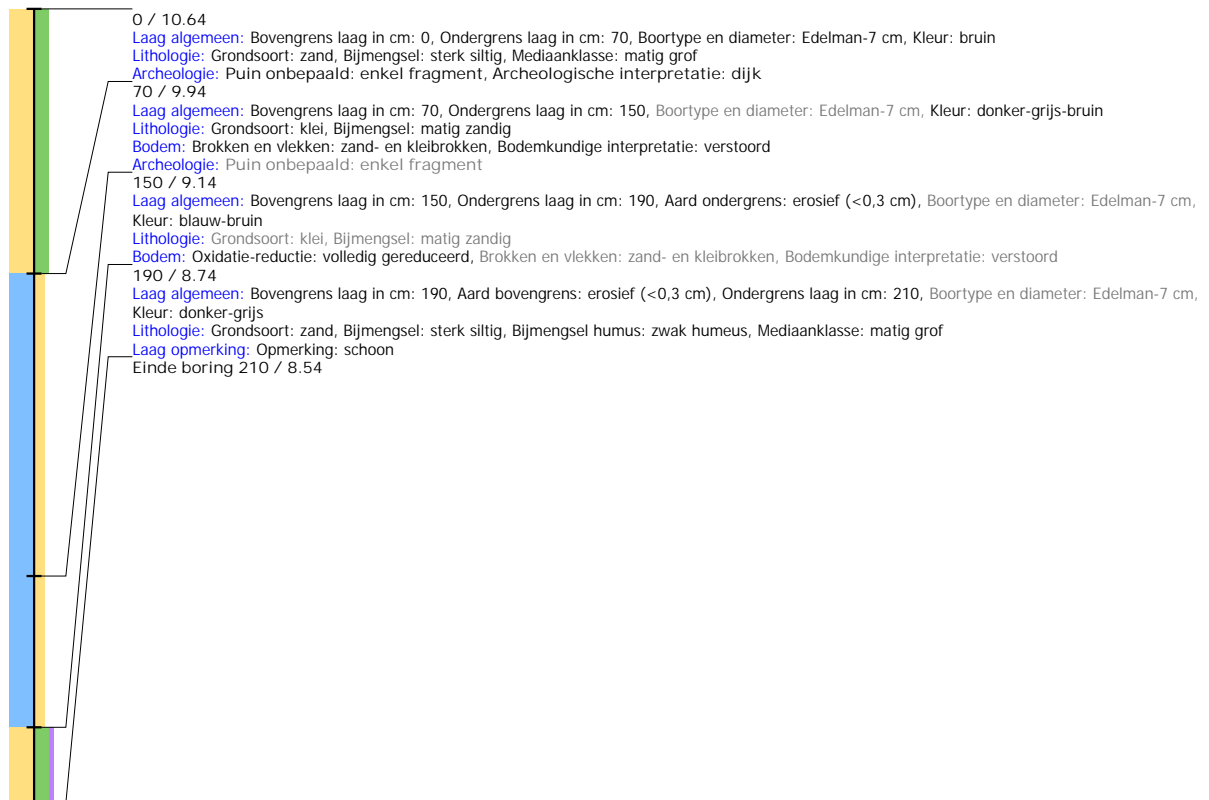 0 / 10.64
Laag algemeen: Bovengrens laag in cm: 0, Ondergrens laag in cm: 70, Boortype en diameter: Edelman-7 cm, Kleur: bruin
Lithologie: Grondsoort: zand, Bijmengsel: sterk siltig, Mediaanklasse: matig grof
Archeologie: Puin onbepaald: enkel fragment, Archeologische interpretatie: dijk
70 / 9.94
Laag algemeen: Bovengrens laag in cm: 70, Ondergrens laag in cm: 150, Boortype en diameter: Edelman-7 cm, Kleur: donker-grijs-bruin
Lithologie: Grondsoort: klei, Bijmengsel: matig zandig
Bodem: Brokken en vlekken: zand- en kleibrokken, Bodemkundige interpretatie: verstoord
Archeologie: Puin onbepaald: enkel fragment
150 / 9.14
Laag algemeen: Bovengrens laag in cm: 150, Ondergrens laag in cm: 190, Aard ondergrens: erosief (<0,3 cm), Boortype en diameter: Edelman-7 cm,
Kleur: blauw-bruin
Lithologie: Grondsoort: klei, Bijmengsel: matig zandig
Bodem: Oxidatie-reductie: volledig gereduceerd, Brokken en vlekken: zand- en kleibrokken, Bodemkundige interpretatie: verstoord
190 / 8.74
Laag algemeen: Bovengrens laag in cm: 190, Aard bovengrens: erosief (<0,3 cm), Ondergrens laag in cm: 210, Boortype en diameter: Edelman-7 cm,
Kleur: donker-grijs
Lithologie: Grondsoort: zand, Bijmengsel: sterk siltig, Bijmengsel humus: zwak humeus, Mediaanklasse: matig grof
Laag opmerking: Opmerking: schoon
Einde boring 210 / 8.54